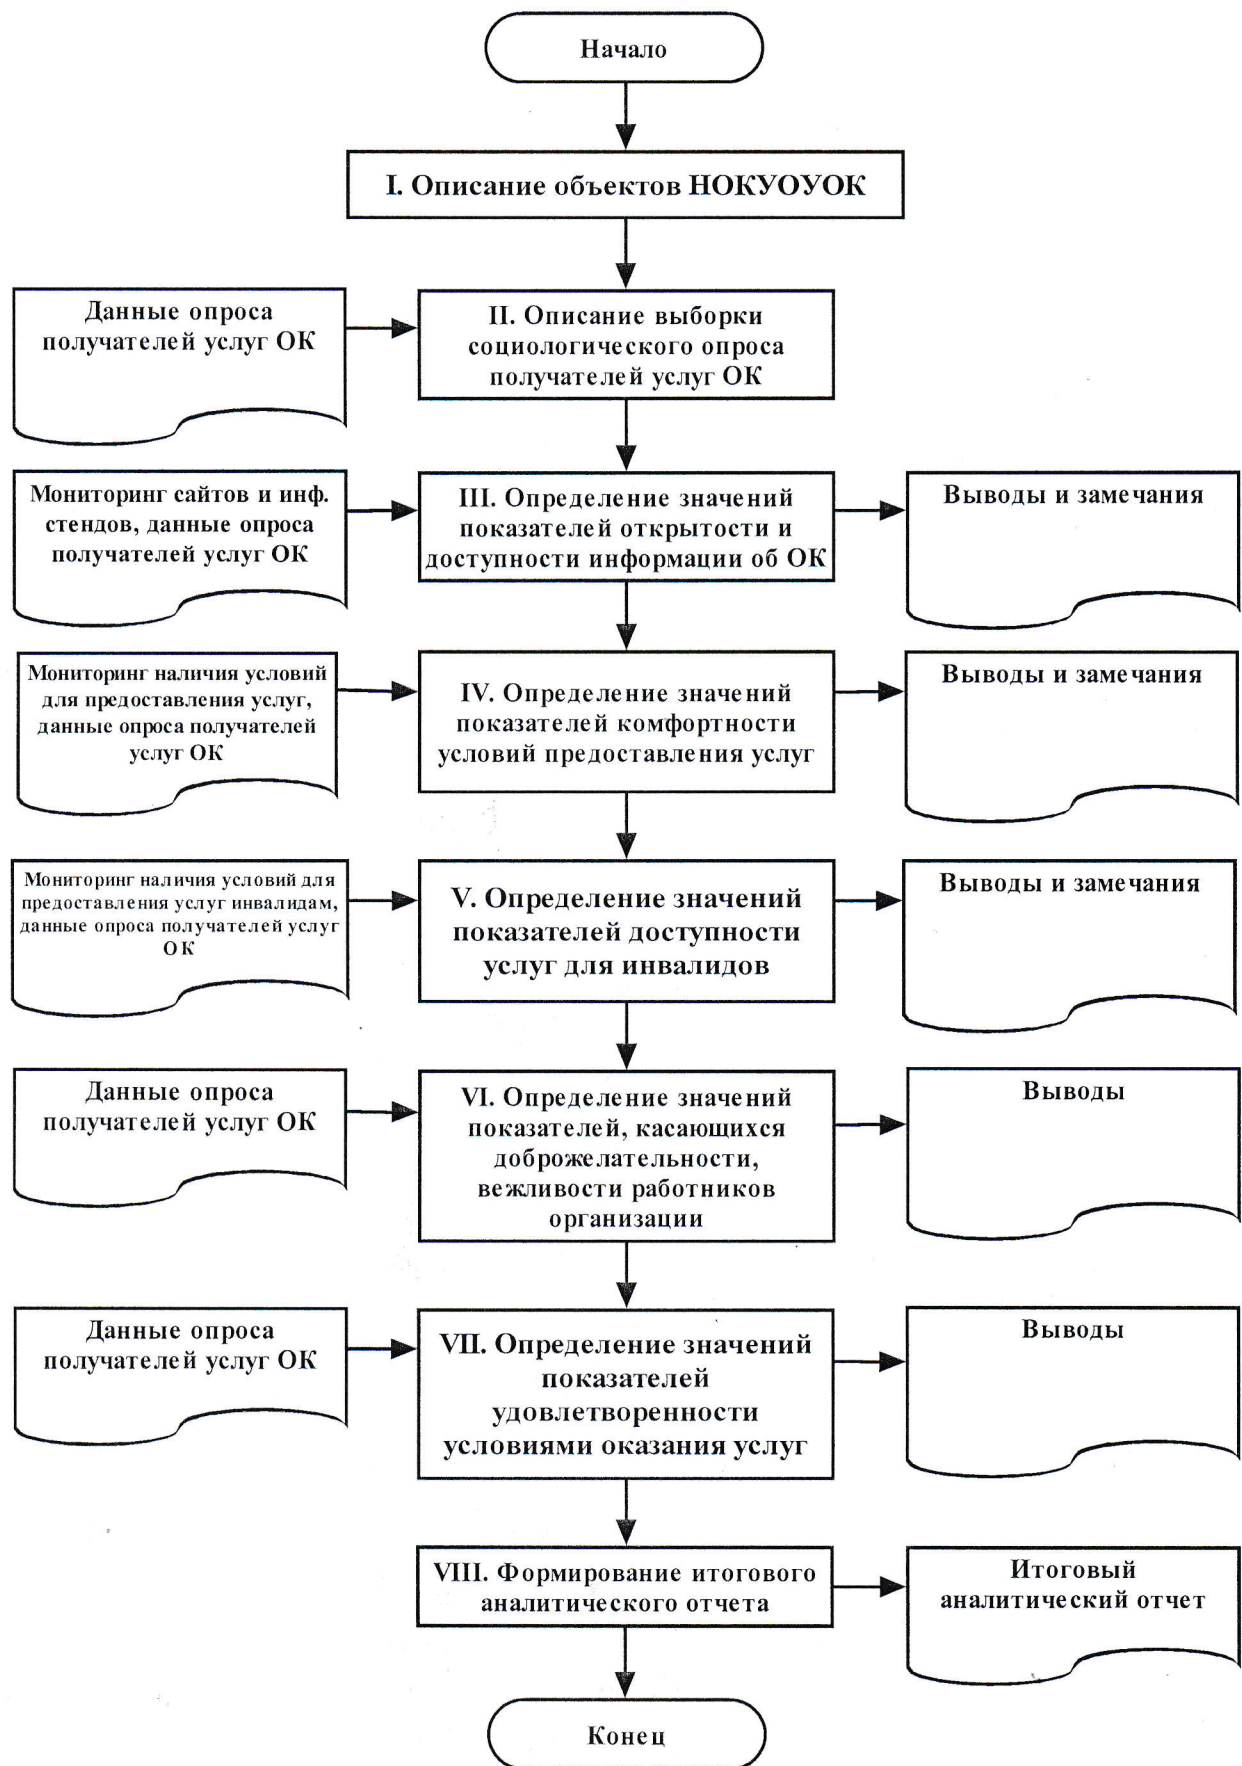 Начало
I. Описание объектов НОКУОУОК
Данные опроса
получателей услуг ОК
II. Описание выборки
социологического опроса
получателей услуг ОК
Мониторинг сайтов и инф.
стендов, данные опроса
получателей услуг ОК
III. Определение значений
показателей открытости и
доступности информации об ОК
Выводы и замечания
Мониторинг наличия условий
для предоставления услуг,
данные опроса получателей
услуг ОК
IV. Определение значений
показателей комфортности
условий предоставления услуг
Выводы и замечания
Мониторинг наличия условий для
предоставления услуг инвалидам,
данные опроса получателей услуг
ОК
V. Определение значений
показателей доступности
услуг для инвалидов
Выводы и замечания
Данные опроса
получателей услуг ОК
VI. Определение значений
показателей, касающихся
доброжелательности,
вежливости работников
организации
Выводы
Данные опроса
получателей услуг ОК
VII. Определение значений
показателей
удовлетворенности
условиями оказания услуг
Выводы
VIII. Формирование итогового
аналитического отчета
Итоговый
аналитический отчет
Конец